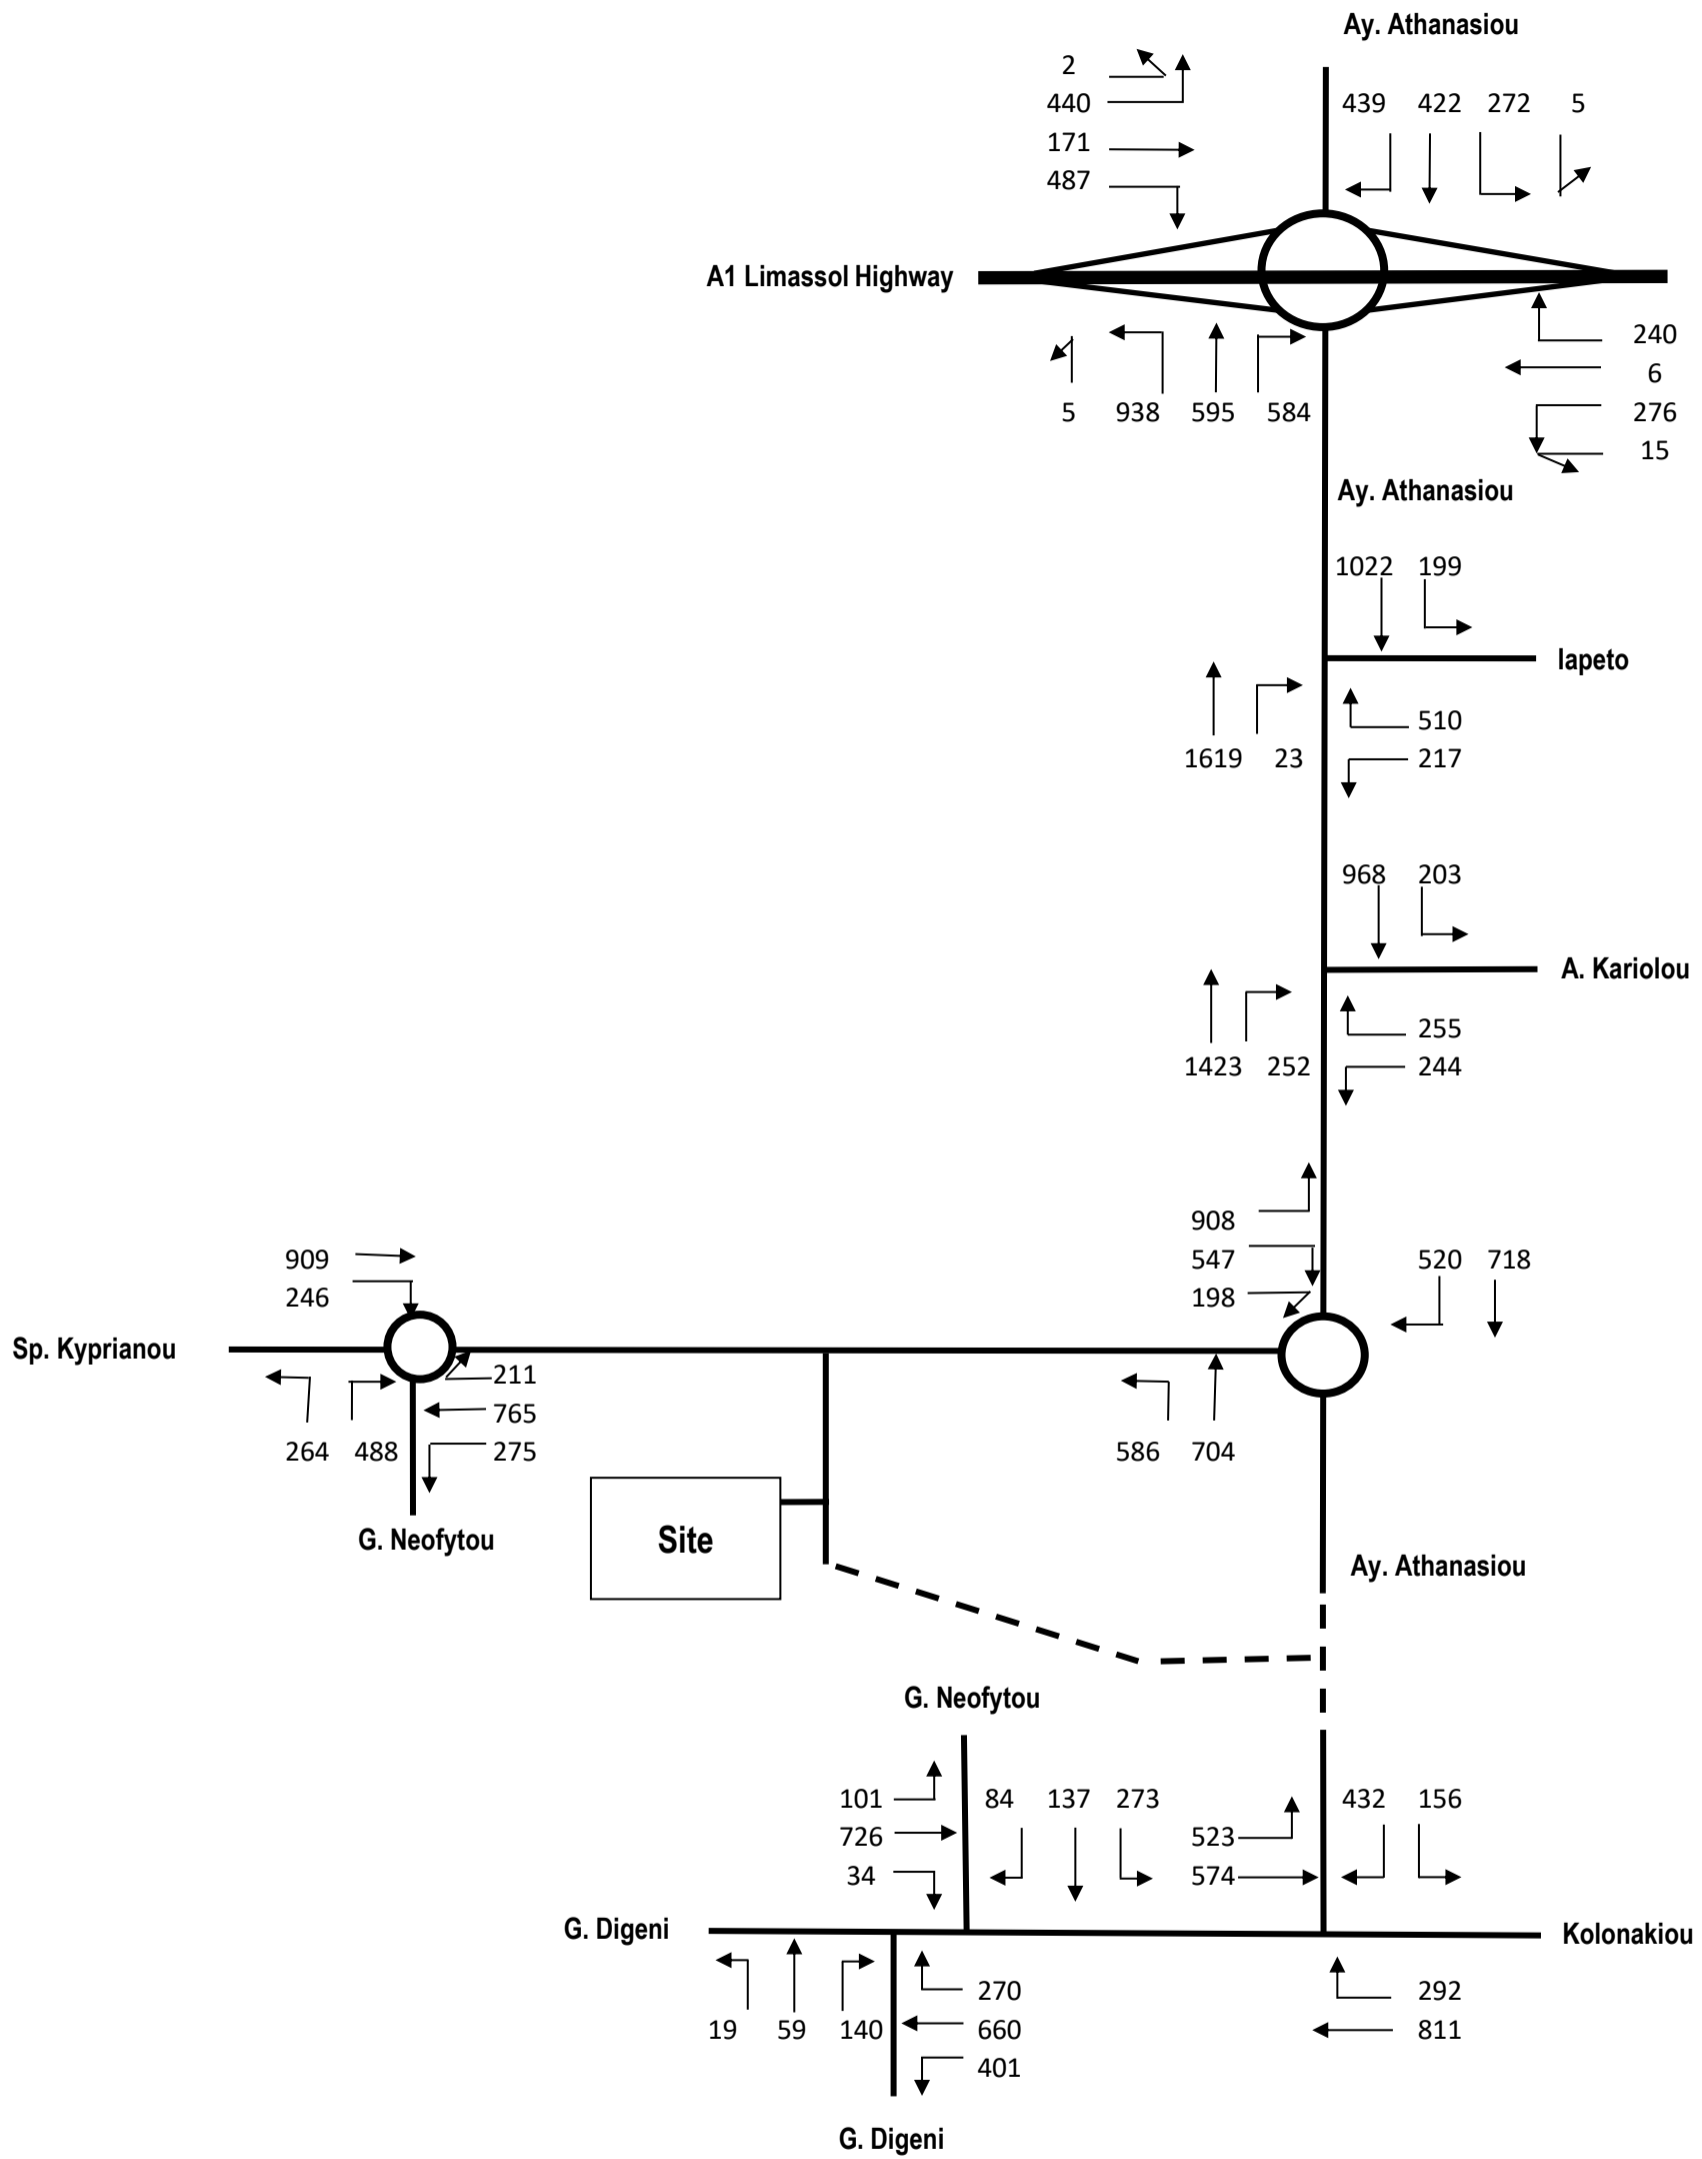 Ay. Athanasiou
2
440
171
487
439 422 272 5
A1 Limassol Highway
5 938 595 584
240
6
276
15
Ay. Athanasiou
1022 199
Iapeto
510
217
1619 23
968 203
A. Kariolou
255
244
1423 252
908
547
198
520 718
909
246
Sp. Kyprianou
211
765
275
264 488
586 704
G. Neofytou
Site
Ay. Athanasiou
G. Neofytou
101
726
34
84 137 273
523
574
432 156
G. Digeni
Kolonakiou
19 59 140
270
660
401
292
811
G. Digeni